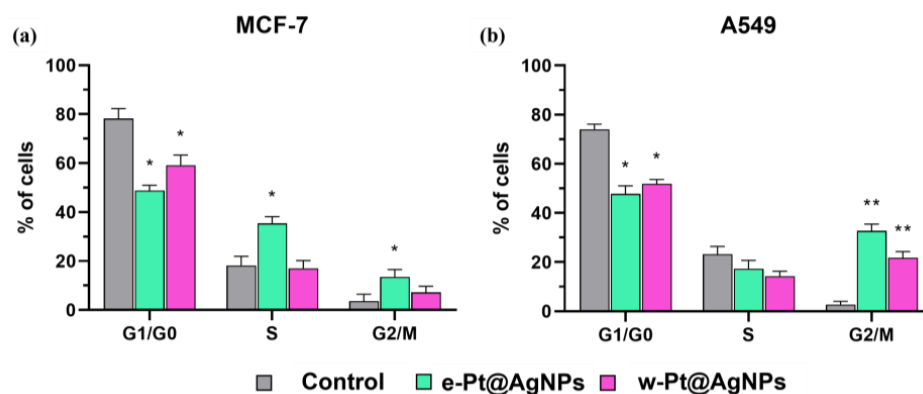 (a)
MCF-7
% of cells
100
80
60
40
20
0
*
*
*
*
G1/G0
S
G2/M
(b)
A549
% of cells
100
80
60
40
20
0
*
*
**
**
G1/G0
S
G2/M
Control e-Pt@AgNPs w-Pt@AgNPs